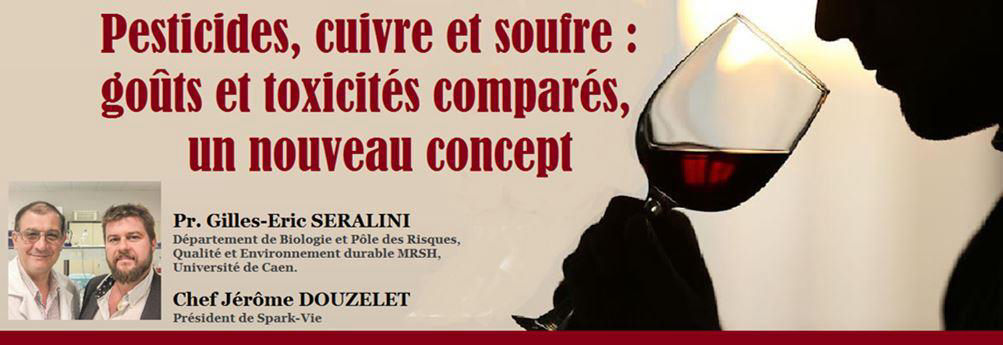 Pesticides, cuivre et soufre :
goûts et toxicités comparés,
un nouveau concept
Pr. Gilles-Eric SERALINI
Département de Biologie et Pôle des Risques,
Qualité et Environnement durable MRSH,
Université de Caen.
Chef Jérôme DOUZELET
Président de Spark-Vie